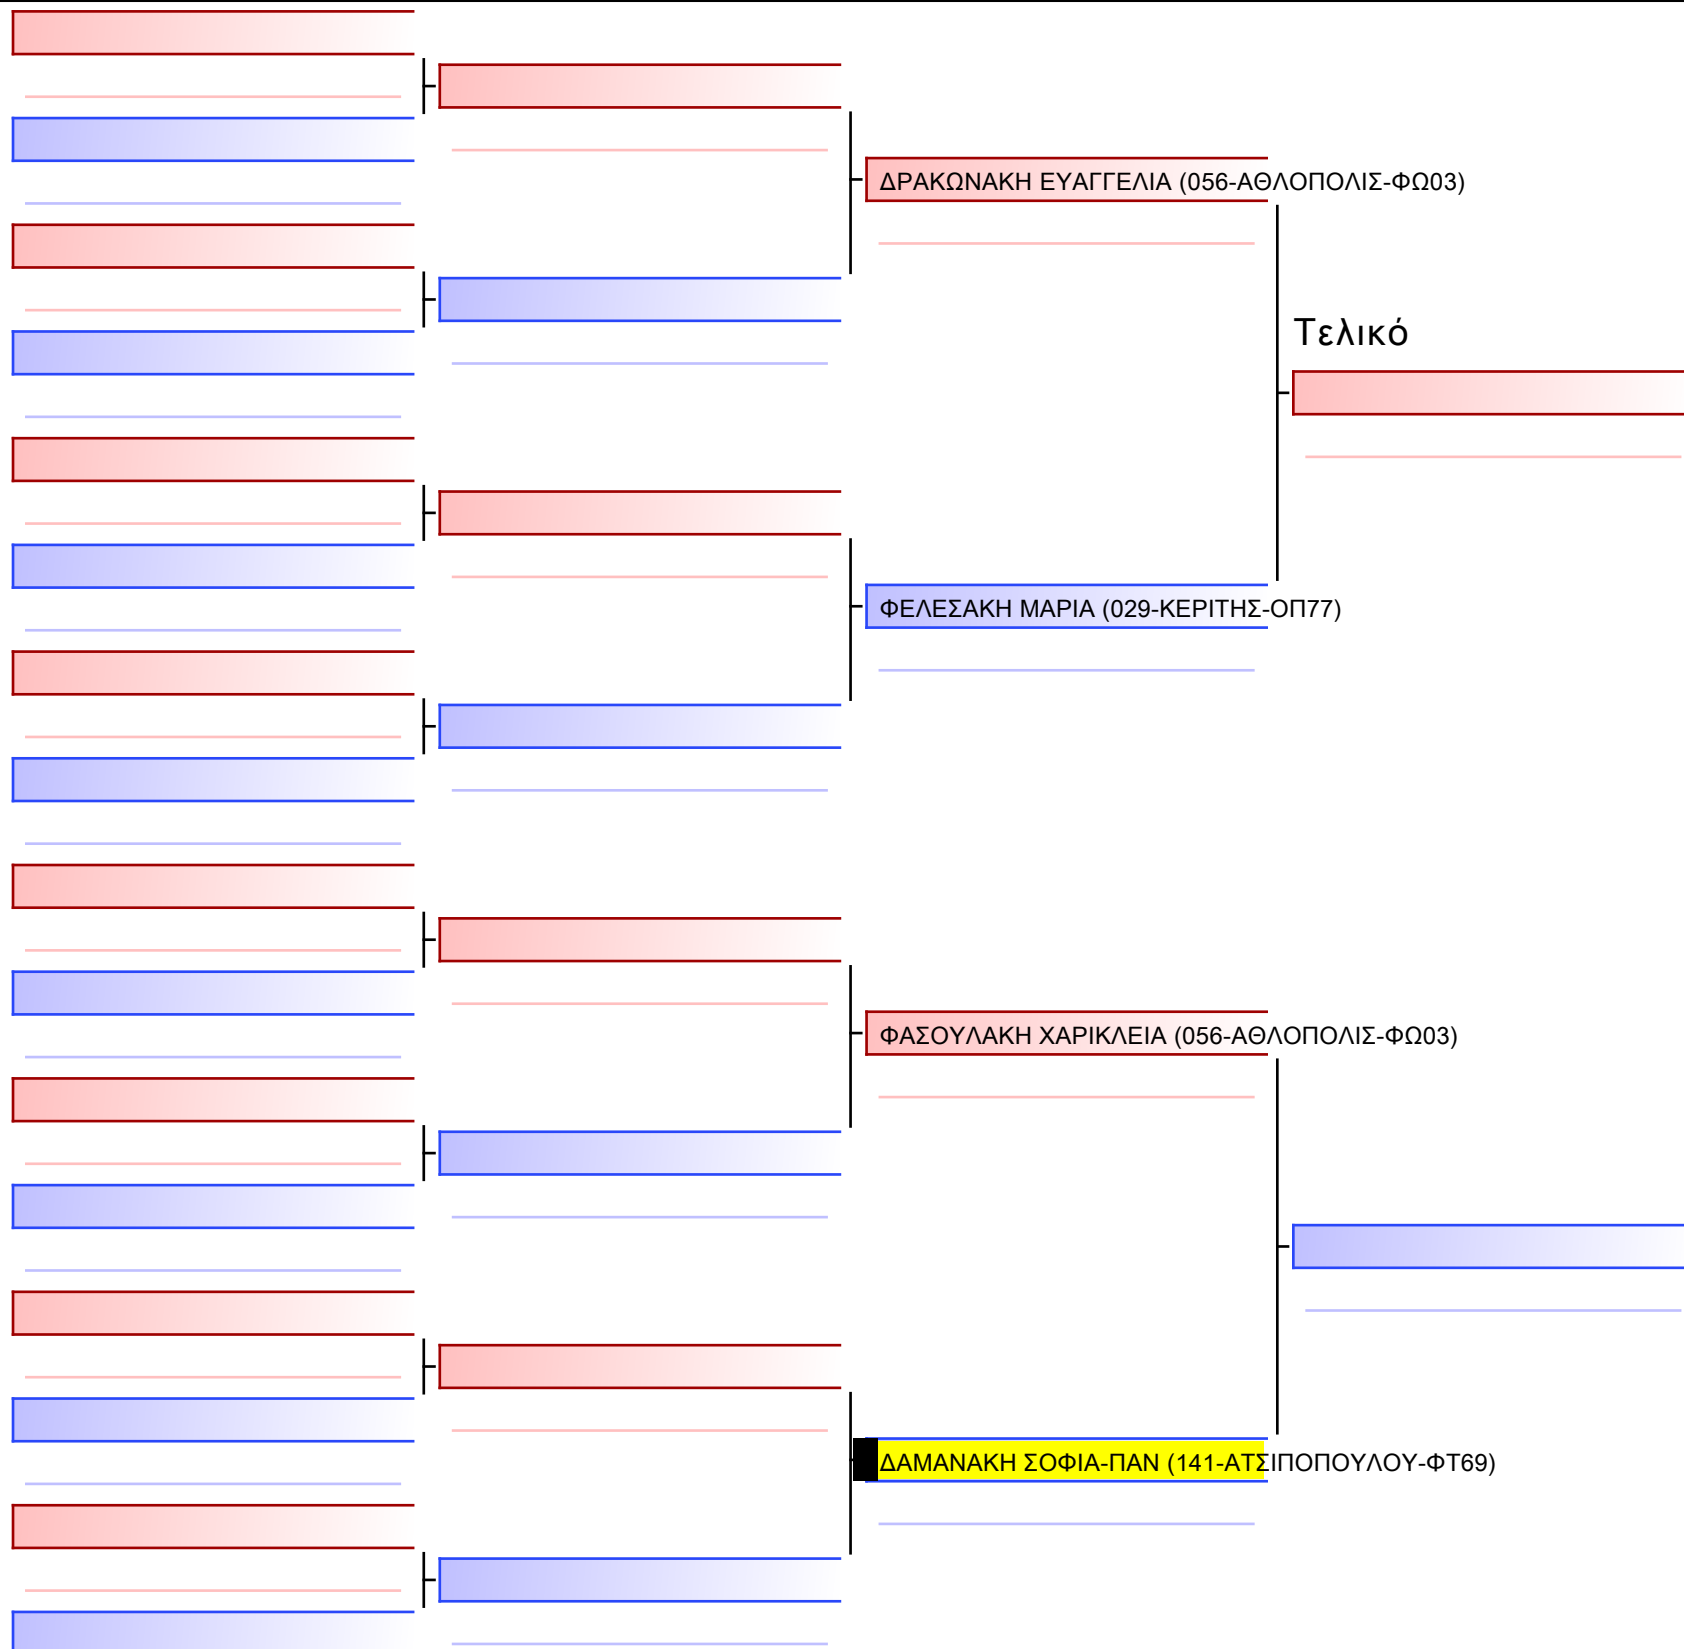 ΔΡΑΚΩΝΑΚΗ ΕΥΑΓΓΕΛΙΑ (056-ΑΘΛΟΠΟΛΙΣ-ΦΩ03)
Τελικό
ΦΕΛΕΣΑΚΗ ΜΑΡΙΑ (029-ΚΕΡΙΤΗΣ-ΟΠ77)
ΦΑΣΟΥΛΑΚΗ ΧΑΡΙΚΛΕΙΑ (056-ΑΘΛΟΠΟΛΙΣ-ΦΩ03)
ΔΑΜΑΝΑΚΗ ΣΟΦΙΑ-ΠΑΝ (141-ΑΤΣΙΠΟΠΟΥΛΟΥ-ΦΤ69)